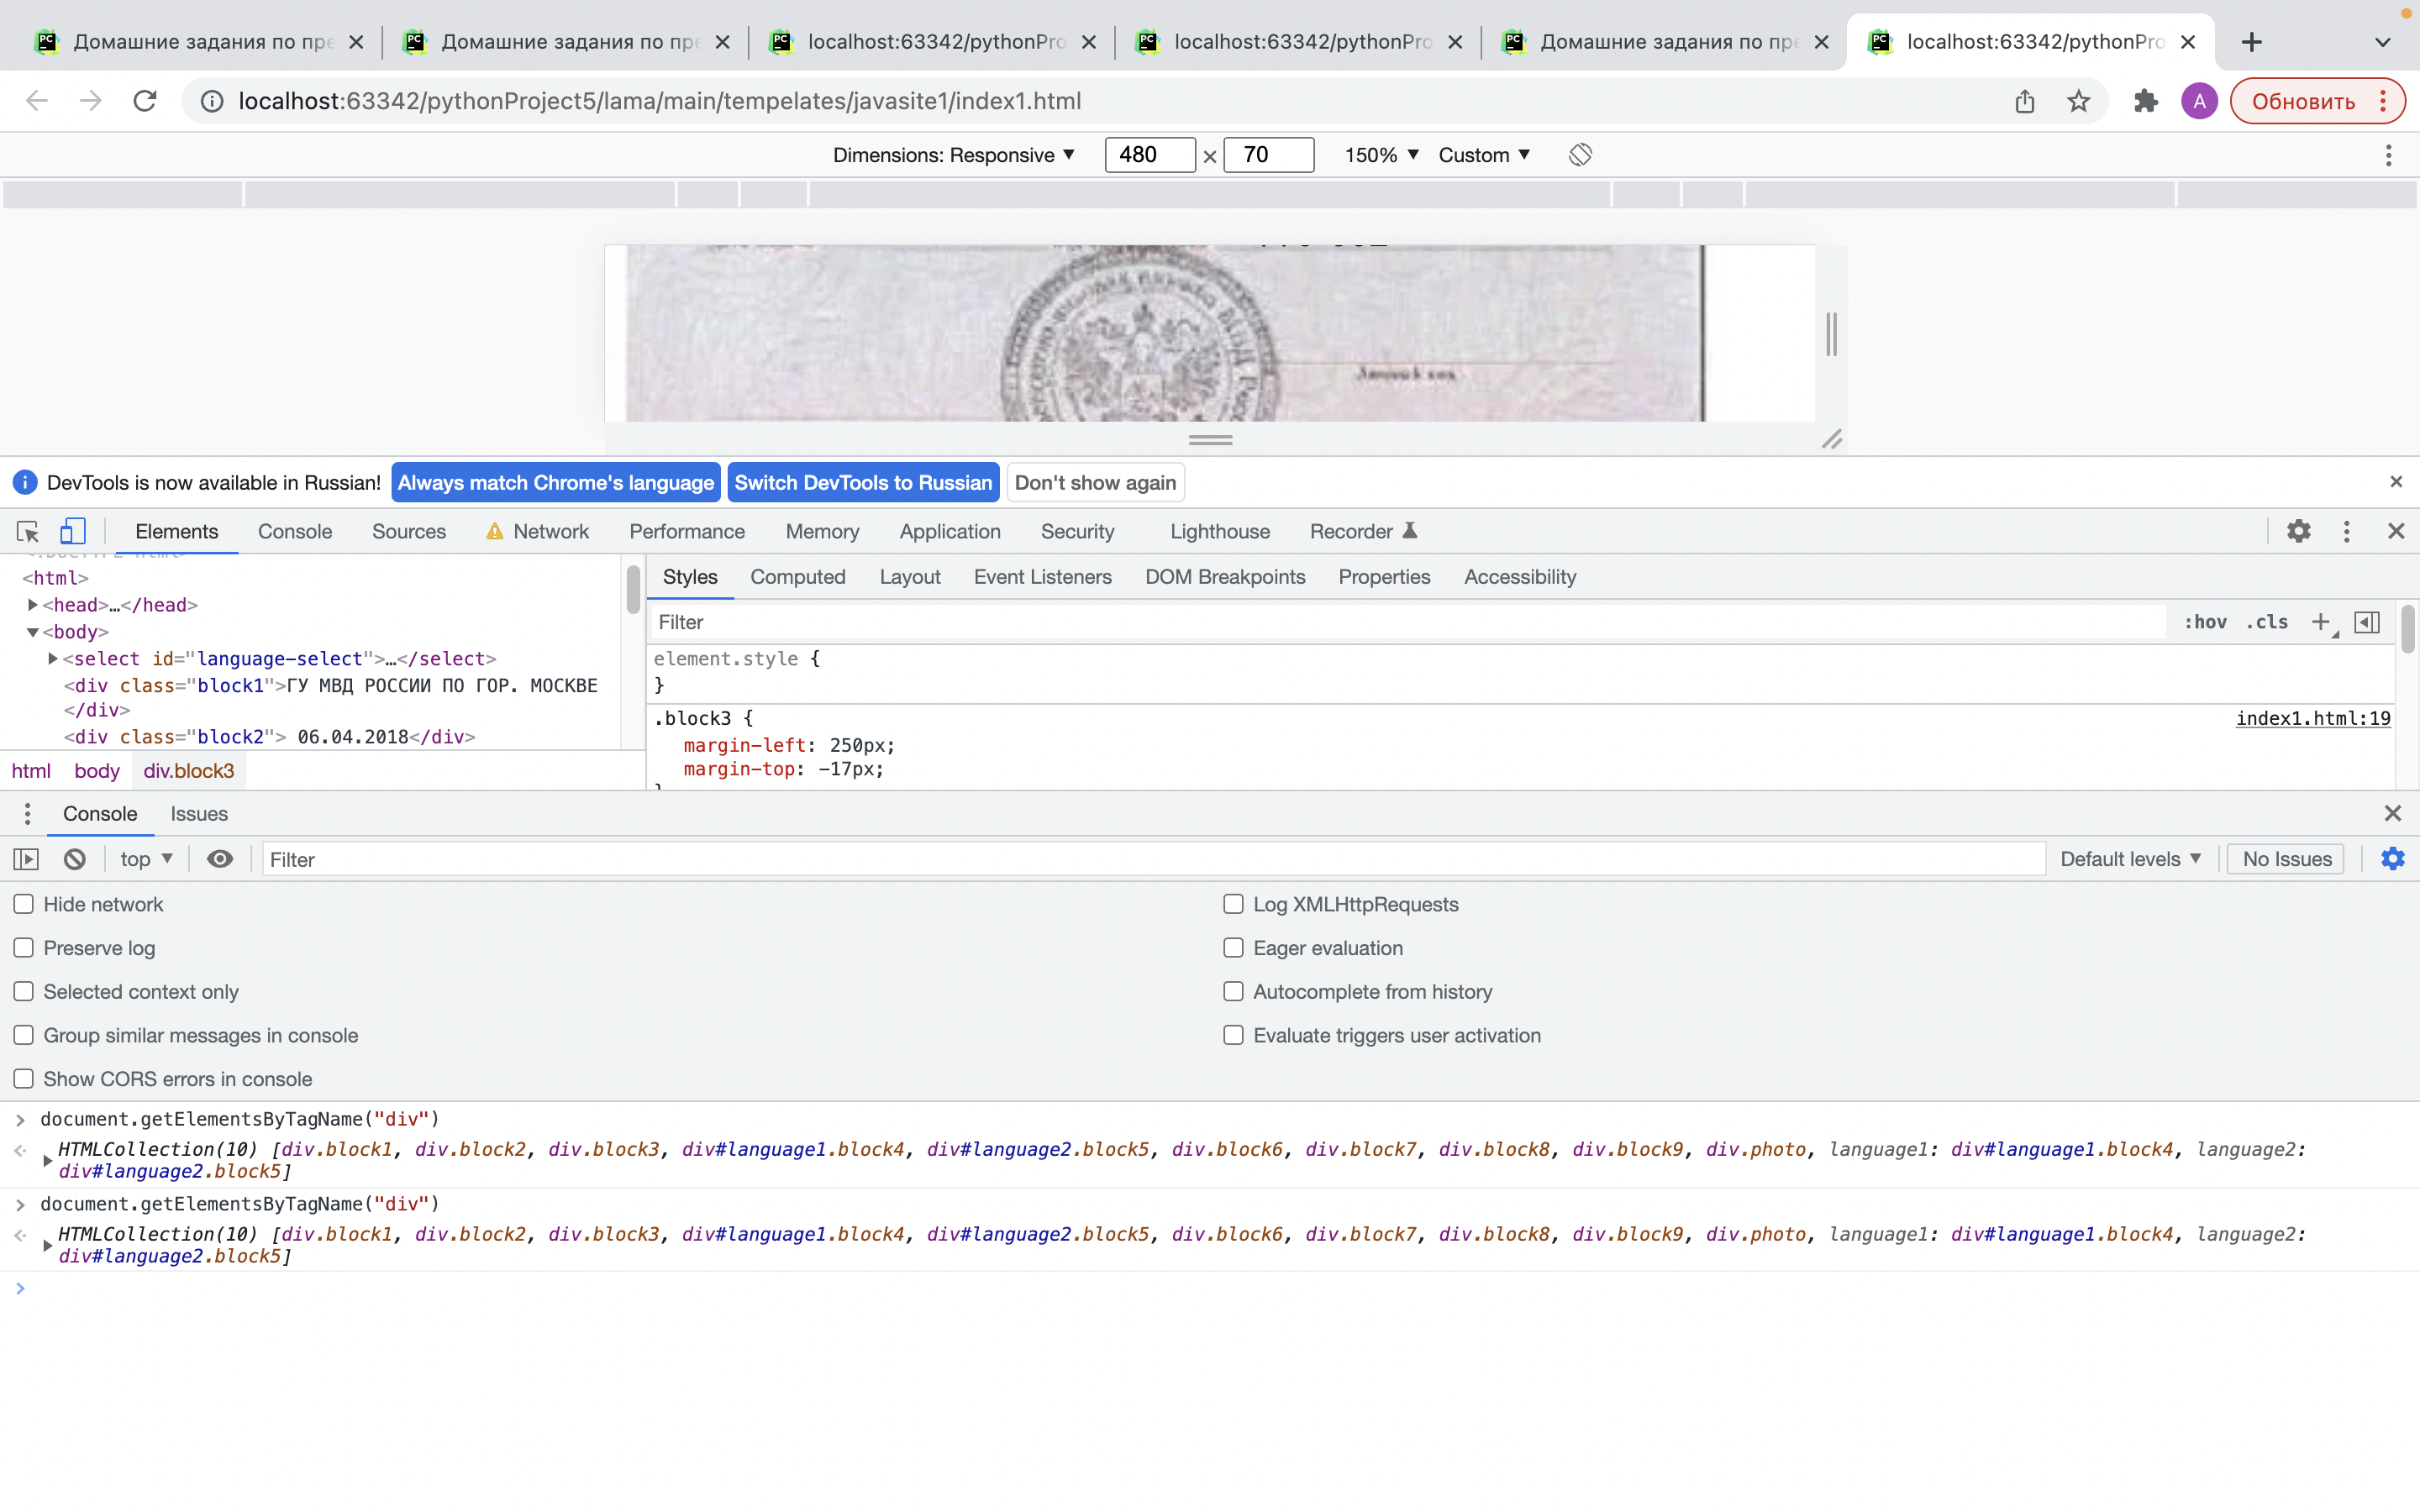 Домашние задания по пре
Домашние задания по пре
localhost:63342/pythonPro
localhost:63342/pythonPro
Домашние задания по пре
localhost:63342/pythonPro
localhost:63342/pythonProject5/lama/main/tempelates/javasite1/index1.html
A
Обновить
Dimensions: Responsive ▼ 480 × 70 150% ▼ Custom ▼
DevTools is now available in Russian! Always match Chrome's language Switch DevTools to Russian Don't show again
Elements Console Sources Network Performance Memory Application Security Lighthouse Recorder
<html>
<head>…</head>
<body>
<select id="language-select">…</select>
<div class="block1">ГУ МВД РОССИИ ПО ГОР. МОСКВЕ
</div>
<div class="block2"> 06.04.2018</div>
html body div.block3
Styles Computed Layout Event Listeners DOM Breakpoints Properties Accessibility
Filter :hov .cls
element.style {
}
.block3 { index1.html:19
margin-left: 250px;
margin-top: -17px;
Console Issues
top ▼ Filter Default levels ▼ No Issues
Hide network
Preserve log
Selected context only
Group similar messages in console
Show CORS errors in console
Log XMLHttpRequests
Eager evaluation
Autocomplete from history
Evaluate triggers user activation
document.getElementsByTagName("div")
HTMLCollection(10) [div.block1, div.block2, div.block3, div#language1.block4, div#language2.block5, div.block6, div.block7, div.block8, div.block9, div.photo, language1: div#language1.block4, language2:
div#language2.block5]
document.getElementsByTagName("div")
HTMLCollection(10) [div.block1, div.block2, div.block3, div#language1.block4, div#language2.block5, div.block6, div.block7, div.block8, div.block9, div.photo, language1: div#language1.block4, language2:
div#language2.block5]